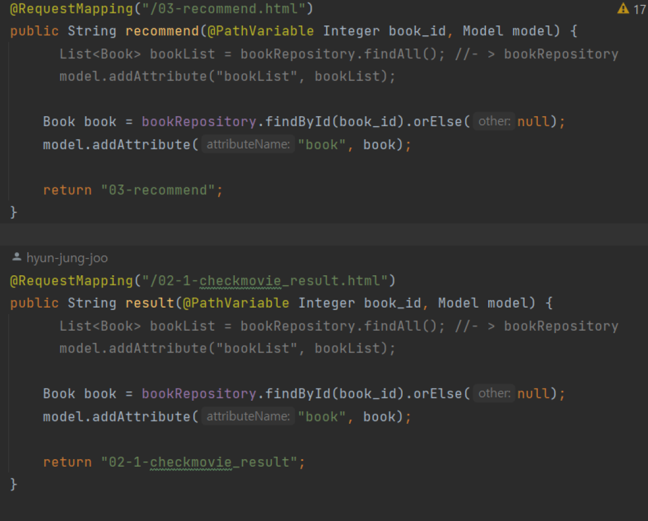 @RequestMapping("/03-recommend.html")
17
public String recommend(@PathVariable Integer book_id, Model model) {
List<Book> bookList = bookRepository.findAll(); //- > bookRepository
model.addAttribute("bookList", bookList);
Book book = bookRepository.findById(book_id).orElse( other: null);
model.addAttribute( attributeName: "book", book);
return "03-recommend";
}
hyun-jung-joo
@RequestMapping("/02-1-checkmovie_result.html")
public String result(@PathVariable Integer book_id, Model model) {
List<Book> bookList = bookRepository.findAll(); //- > bookRepository
model.addAttribute("bookList", bookList);
Book book = bookRepository.findById(book_id).orElse( other: null);
model.addAttribute( attributeName: "book", book);
return "02-1-checkmovie_result";
}